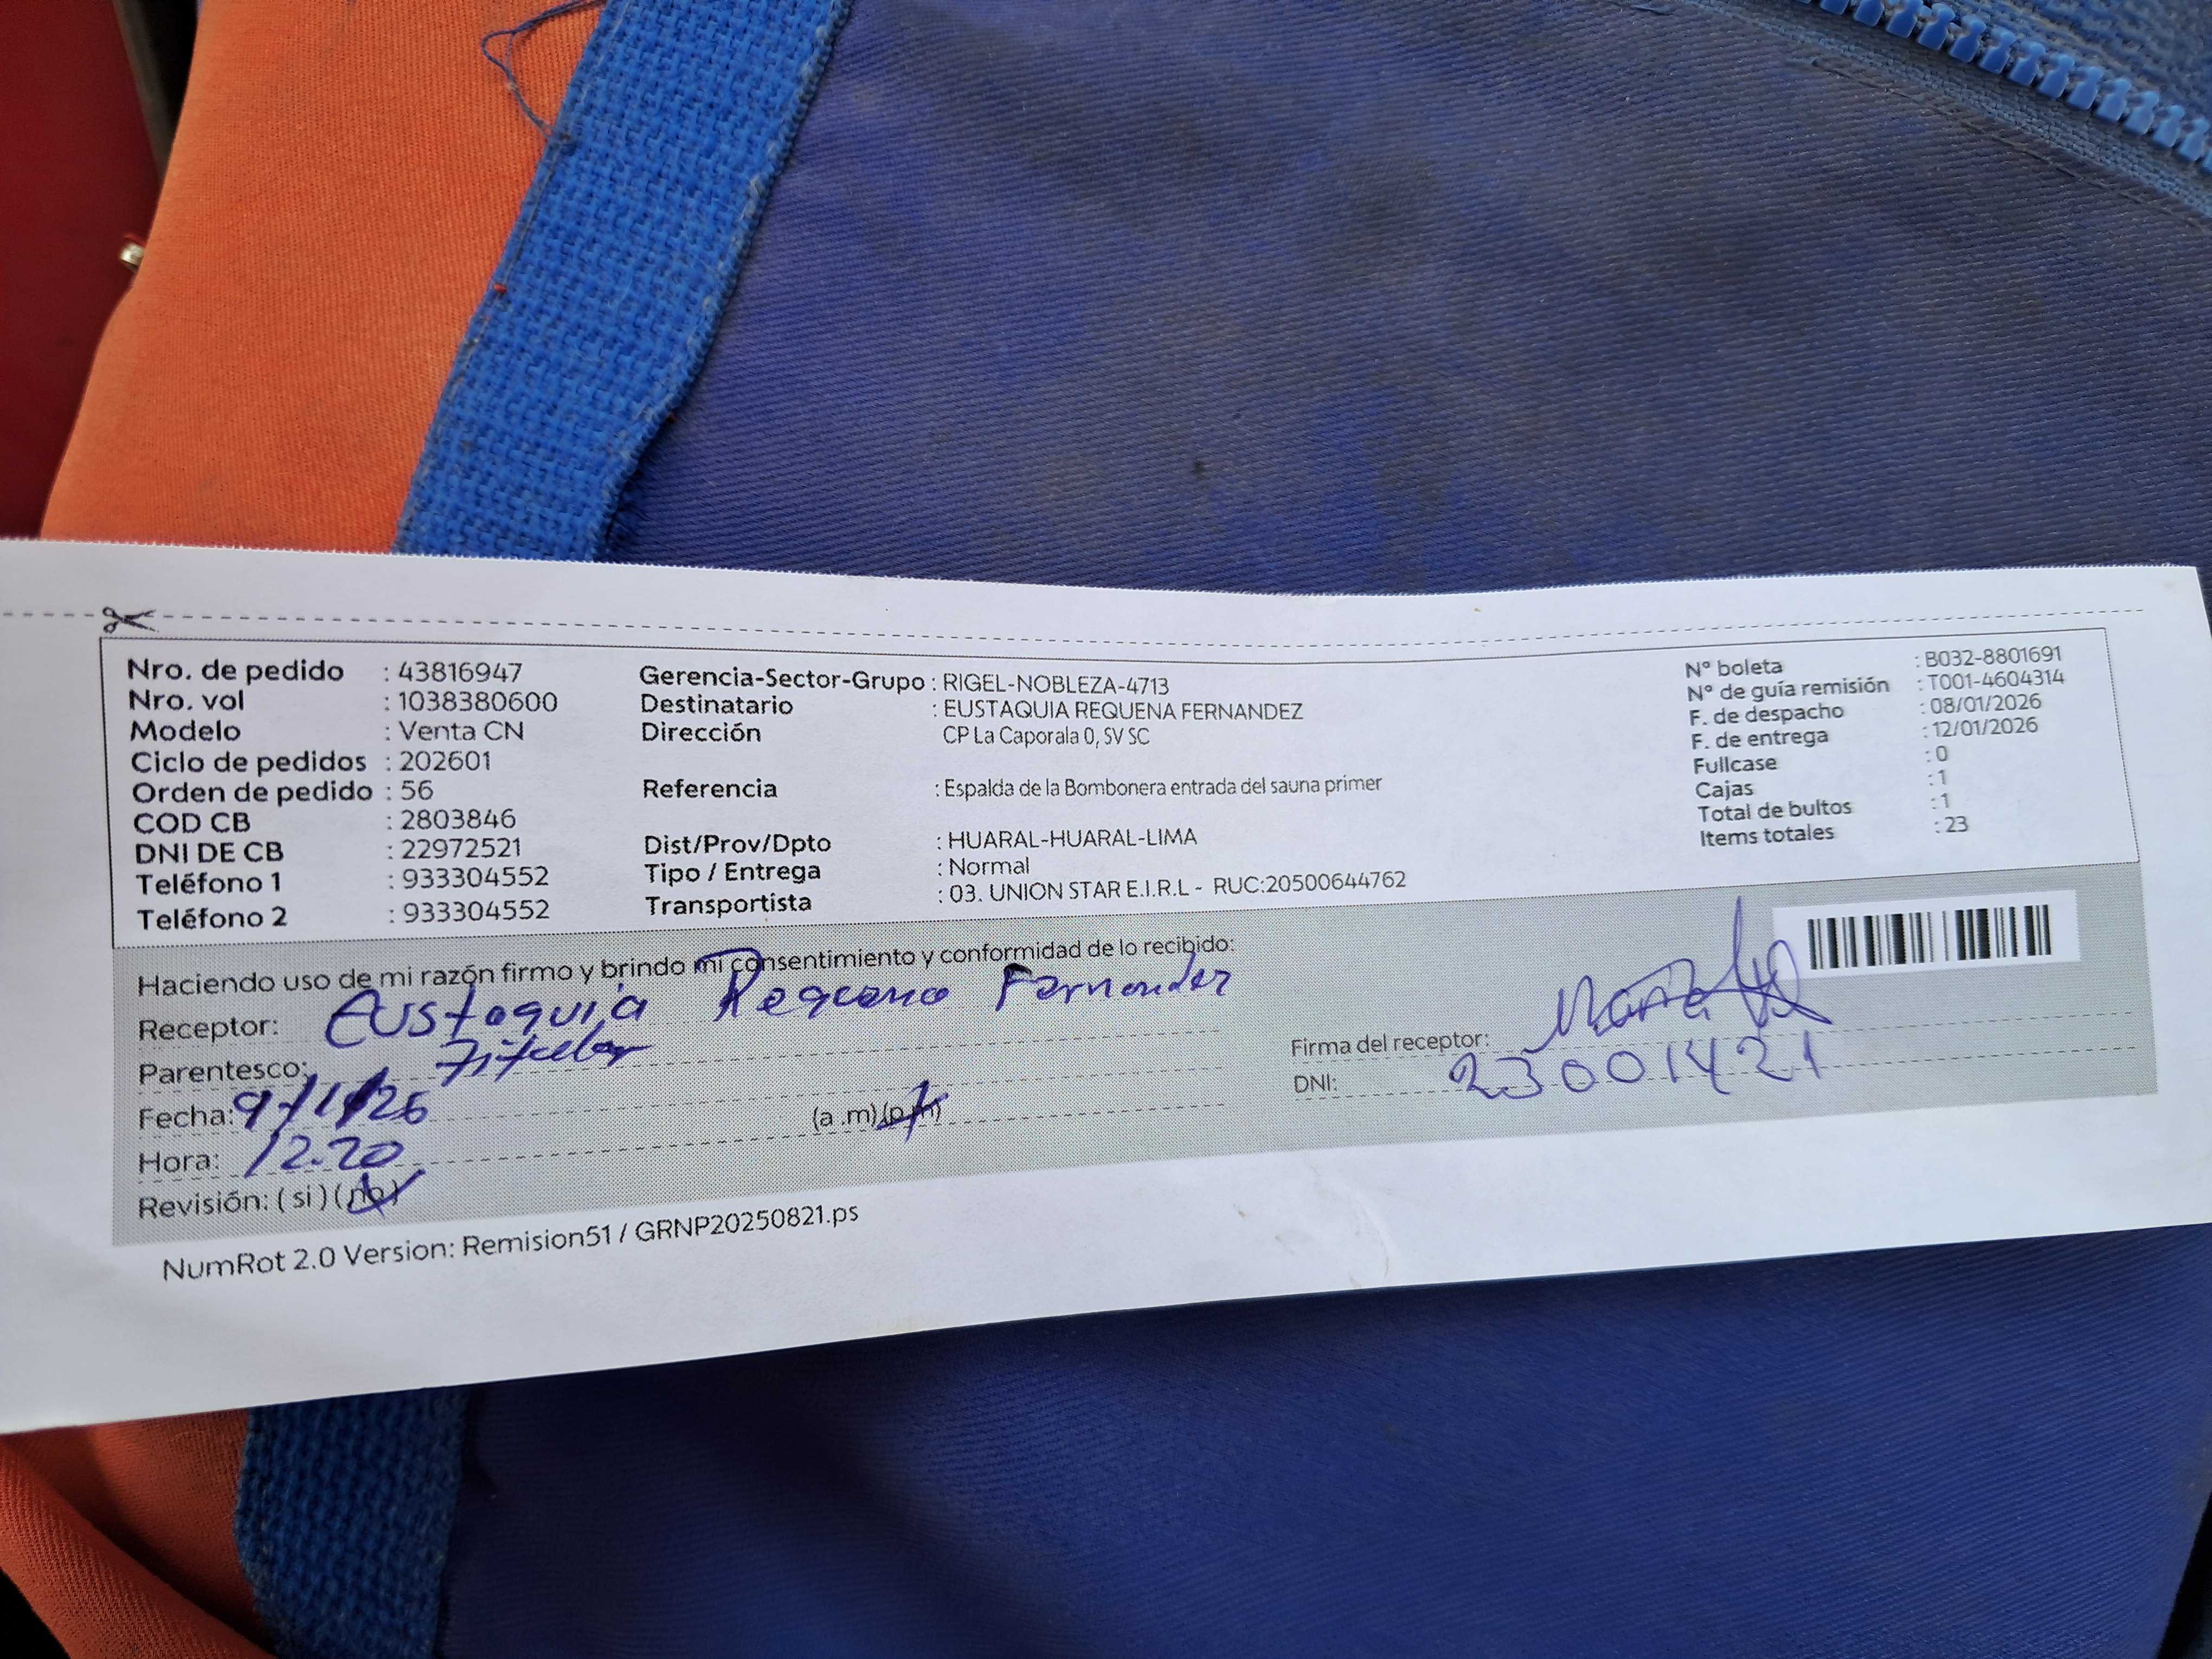 Nro. de pedido : 43816947
Nro. vol : 1038380600
Modelo : Venta CN
Ciclo de pedidos : 202601
Orden de pedido : 56
COD CB : 2803846
DNI DE CB : 22972521
Teléfono 1 : 933304552
Teléfono 2 : 933304552
Gerencia-Sector-Grupo : RIGEL-NOBLEZA-4713
Destinatario : EUSTAQUIA REQUENA FERNANDEZ
Dirección CP La Caporala 0, SV SC
Referencia : Espalda de la Bombonera entrada del sauna primer
Dist/Prov/Dpto : HUARAL-HUARAL-LIMA
Tipo / Entrega : Normal
Transportista : 03. UNION STAR E.I.R.L - RUC:20500644762
N° boleta : B032-8801691
N° de guía remisión : T001-4604314
F. de despacho : 08/01/2026
F. de entrega : 12/01/2026
Fullcase : 0
Cajas : 1
Total de bultos : 1
Items totales : 23
Haciendo uso de mi razón firmo y brindo mi consentimiento y conformidad de lo recibido:
Receptor: Eustaquia Requena Fernandez
Parentesco: Titular
Fecha: 9/1/26
Hora: 12.20 (a .m) (p.m)
Revisión: ( si ) ( no )
Firma del receptor:
DNI: 23001421
NumRot 2.0 Version: Remision51 / GRNP20250821.ps